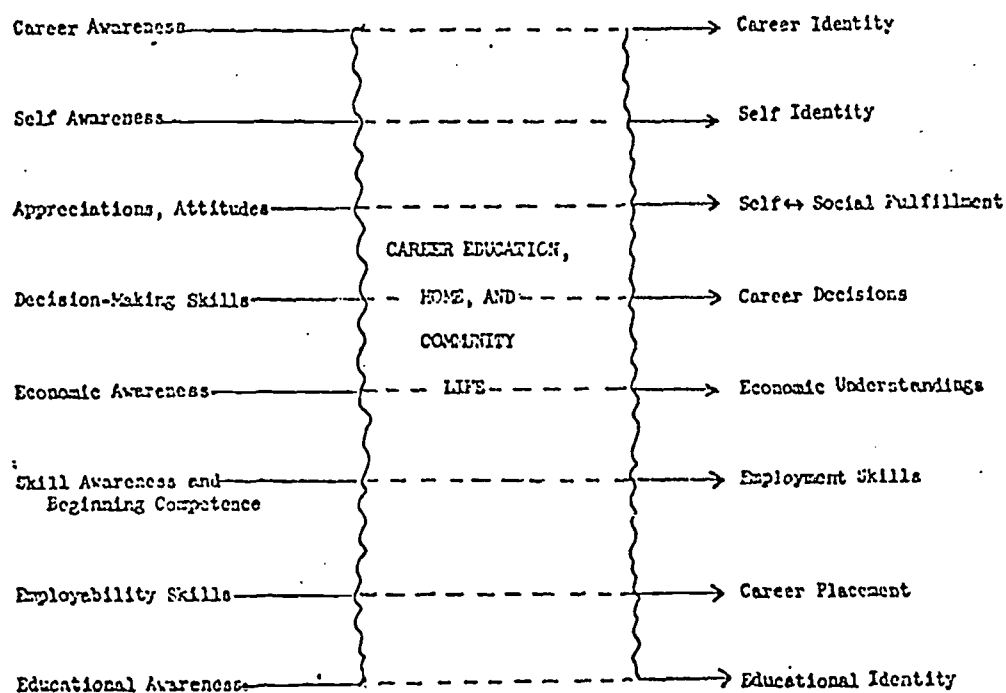 Career Awareness Career Identity
Self Awareness Self Identity
Appreciations, Attitudes Self ↔ Social Fulfillment
CAREER EDUCATION,
Decision-Making Skills HOME, AND Career Decisions
COMMUNITY
Economic Awareness LIFE Economic Understandings
Skill Awareness and Employment Skills
Beginning Competence
Employability Skills Career Placement
Educational Awareness Educational Identity